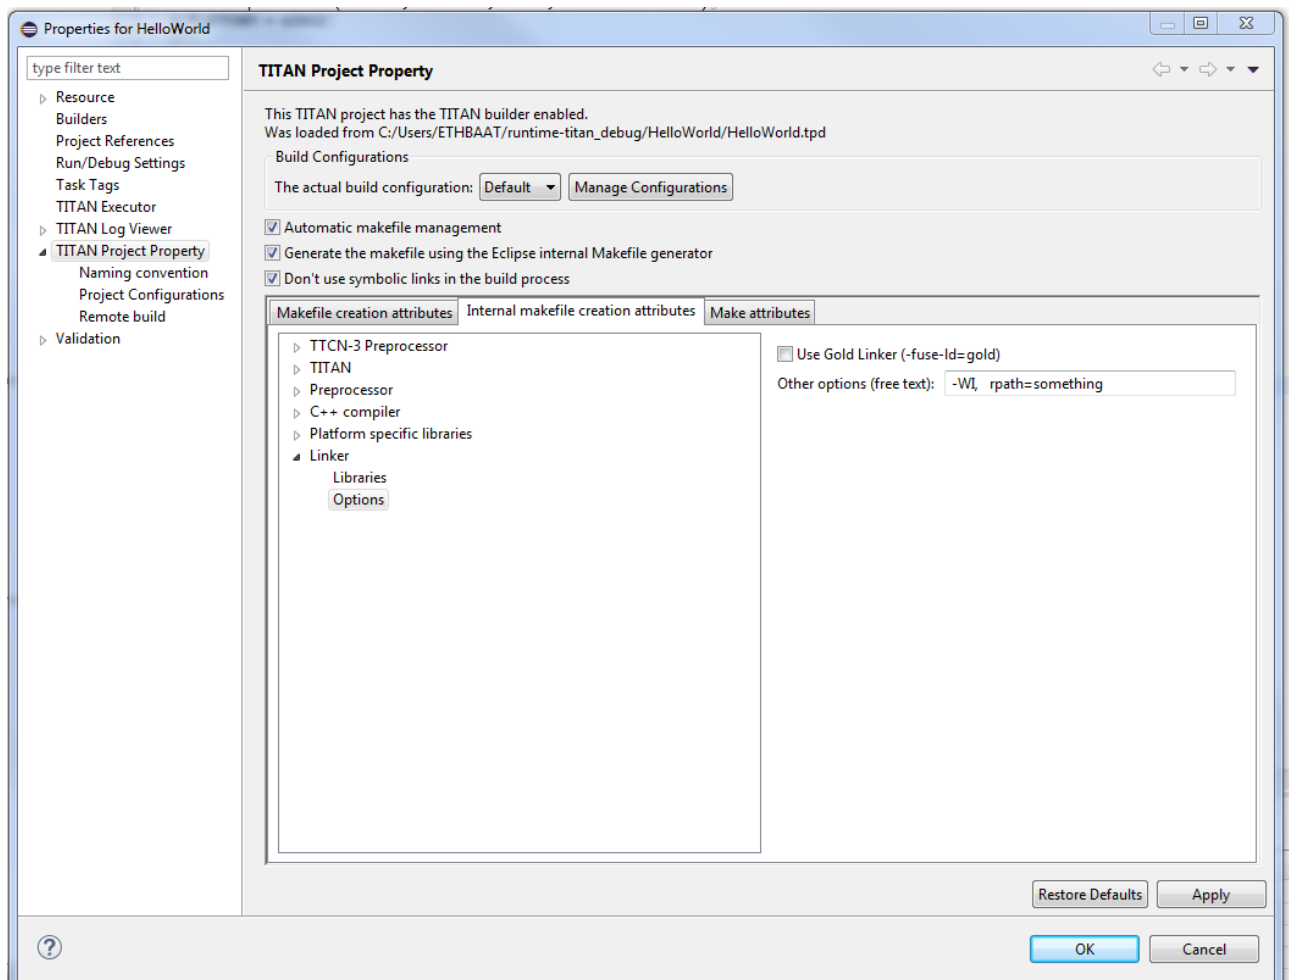 Properties for HelloWorld
type filter text
Resource
Builders
Project References
Run/Debug Settings
Task Tags
TITAN Executor
TITAN Log Viewer
TITAN Project Property
Naming convention
Project Configurations
Remote build
Validation
TITAN Project Property
This TITAN project has the TITAN builder enabled.
Was loaded from C:/Users/ETHBAAT/runtime-titan_debug/HelloWorld/HelloWorld.tpd
Build Configurations
The actual build configuration: Default Manage Configurations
Automatic makefile management
Generate the makefile using the Eclipse internal Makefile generator
Don't use symbolic links in the build process
Makefile creation attributes Internal makefile creation attributes Make attributes
TTCN-3 Preprocessor
TITAN
Preprocessor
C++ compiler
Platform specific libraries
Linker
Libraries
Options
Use Gold Linker (-fuse-ld=gold)
Other options (free text): -Wl, rpath=something
Restore Defaults Apply
? OK Cancel